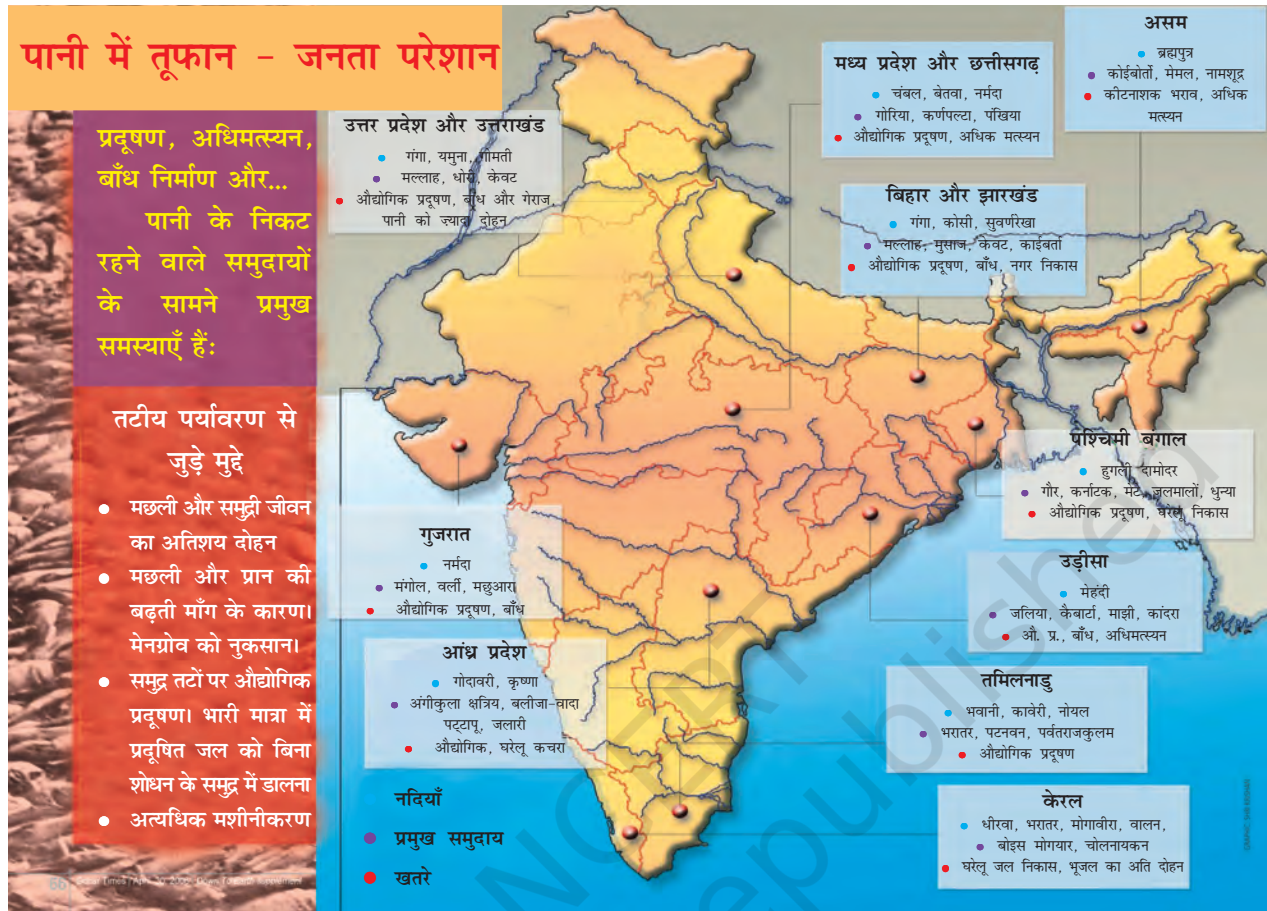 पानी में तूफान – जनता परेशान
प्रदूषण, अधिमत्स्यन,
बाँध निर्माण और...
पानी के निकट
रहने वाले समुदायों
के सामने प्रमुख
समस्याएँ हैं:
तटीय पर्यावरण से
जुड़े मुद्दे
• मछली और समुद्री जीवन
का अतिशय दोहन
• मछली और प्रान की
बढ़ती माँग के कारण।
मेनग्रोव को नुकसान।
• समुद्र तटों पर औद्योगिक
प्रदूषण। भारी मात्रा में
प्रदूषित जल को बिना
शोधन के समुद्र में डालना
• अत्यधिक मशीनीकरण
उत्तर प्रदेश और उत्तराखंड
• गंगा, यमुना, गोमती
• मल्लाह, धोरी, केवट
• औद्योगिक प्रदूषण, बाँध और गेराज
पानी को ज़्यादा दोहन
मध्य प्रदेश और छत्तीसगढ़
• चंबल, बेतवा, नर्मदा
• गोरिया, कर्णपल्टा, पंखिया
• औद्योगिक प्रदूषण, अधिक मत्स्यन
असम
• ब्रह्मपुत्र
• कोईबोर्तो, मेमल, नामशूद्र
• कीटनाशक भराव, अधिक
मत्स्यन
बिहार और झारखंड
• गंगा, कोसी, सुवर्णरेखा
• मल्लाह, मुसाज, केवट, काईबर्ता
• औद्योगिक प्रदूषण, बाँध, नगर निकास
पश्चिमी बंगाल
• हुगली दामोदर
• गौर, कर्नाटक, मेट, जलमालों, धुन्या
• औद्योगिक प्रदूषण, घरेलू निकास
गुजरात
• नर्मदा
• मंगोल, वर्ली, मछुआरा
• औद्योगिक प्रदूषण, बाँध
उड़ीसा
• मेहंदी
• जलिया, कैबार्टा, माझी, कांदरा
• औ. प्र., बाँध, अधिमत्स्यन
आंध्र प्रदेश
• गोदावरी, कृष्णा
• अंगीकुला क्षत्रिय, बलीजा-वादा
पट्टापू, जलारी
• औद्योगिक, घरेलू कचरा
तमिलनाडु
• भवानी, कावेरी, नोयल
• भरातर, पटनवन, पर्वतराजकुलम
• औद्योगिक प्रदूषण
केरल
• धीरवा, भरातर, मोगावीरा, वालन,
• बोइस मोगयार, चोलनायकन
• घरेलू जल निकास, भूजल का अति दोहन
नदियाँ
• प्रमुख समुदाय
• खतरे
66